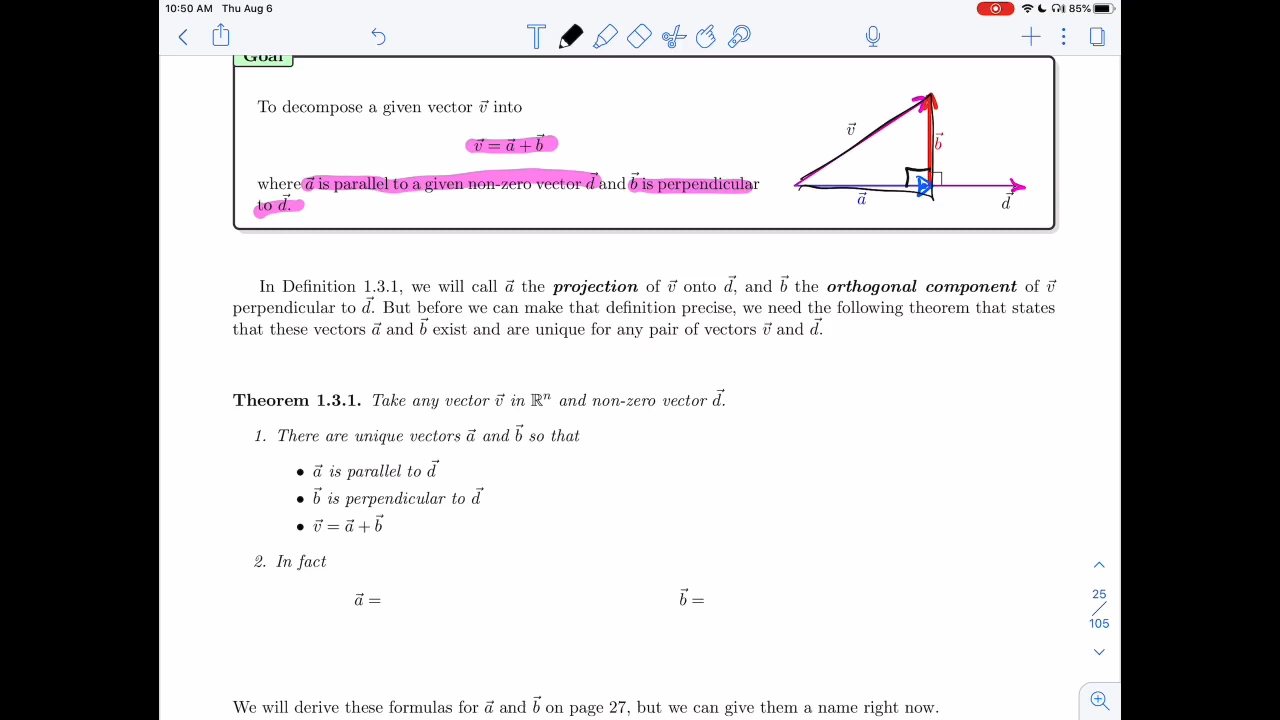 10:50 AM Thu Aug 6
85%
T
Goal
To decompose a given vector v⃗ into
v⃗ = a⃗ + b⃗
where a⃗ is parallel to a given non-zero vector d⃗ and b⃗ is perpendicular
to d⃗.
v⃗
b⃗
a⃗
d⃗
In Definition 1.3.1, we will call a⃗ the projection of v⃗ onto d⃗, and b⃗ the orthogonal component of v⃗
perpendicular to d⃗. But before we can make that definition precise, we need the following theorem that states
that these vectors a⃗ and b⃗ exist and are unique for any pair of vectors v⃗ and d⃗.
Theorem 1.3.1. Take any vector v⃗ in ℝⁿ and non-zero vector d⃗.
1. There are unique vectors a⃗ and b⃗ so that
• a⃗ is parallel to d⃗
• b⃗ is perpendicular to d⃗
• v⃗ = a⃗ + b⃗
2. In fact
a⃗ =
b⃗ =
25
105
We will derive these formulas for a⃗ and b⃗ on page 27, but we can give them a name right now.